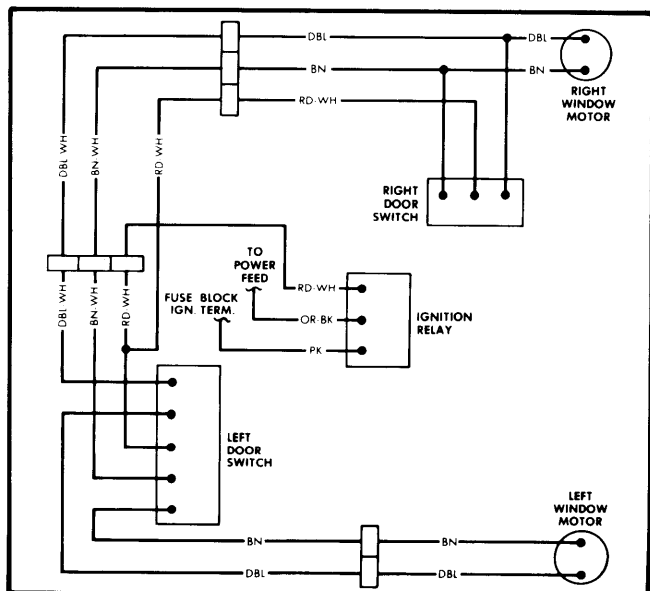 DBL
DBL
BN
BN
RIGHT
WINDOW
MOTOR
RD-WH
DBL-WH
BN-WH
RD-WH
RIGHT
DOOR
SWITCH
TO
POWER
FEED
FUSE BLOCK
IGN. TERM.
RD-WH
OR-BK
PK
IGNITION
RELAY
DBL-WH
BN-WH
RD-WH
LEFT
DOOR
SWITCH
LEFT
WINDOW
MOTOR
BN
BN
DBL
DBL